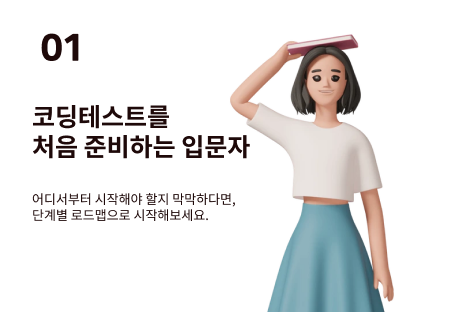 01
코딩테스트를
처음 준비하는 입문자
어디서부터 시작해야 할지 막막하다면,
단계별 로드맵으로 시작해보세요.